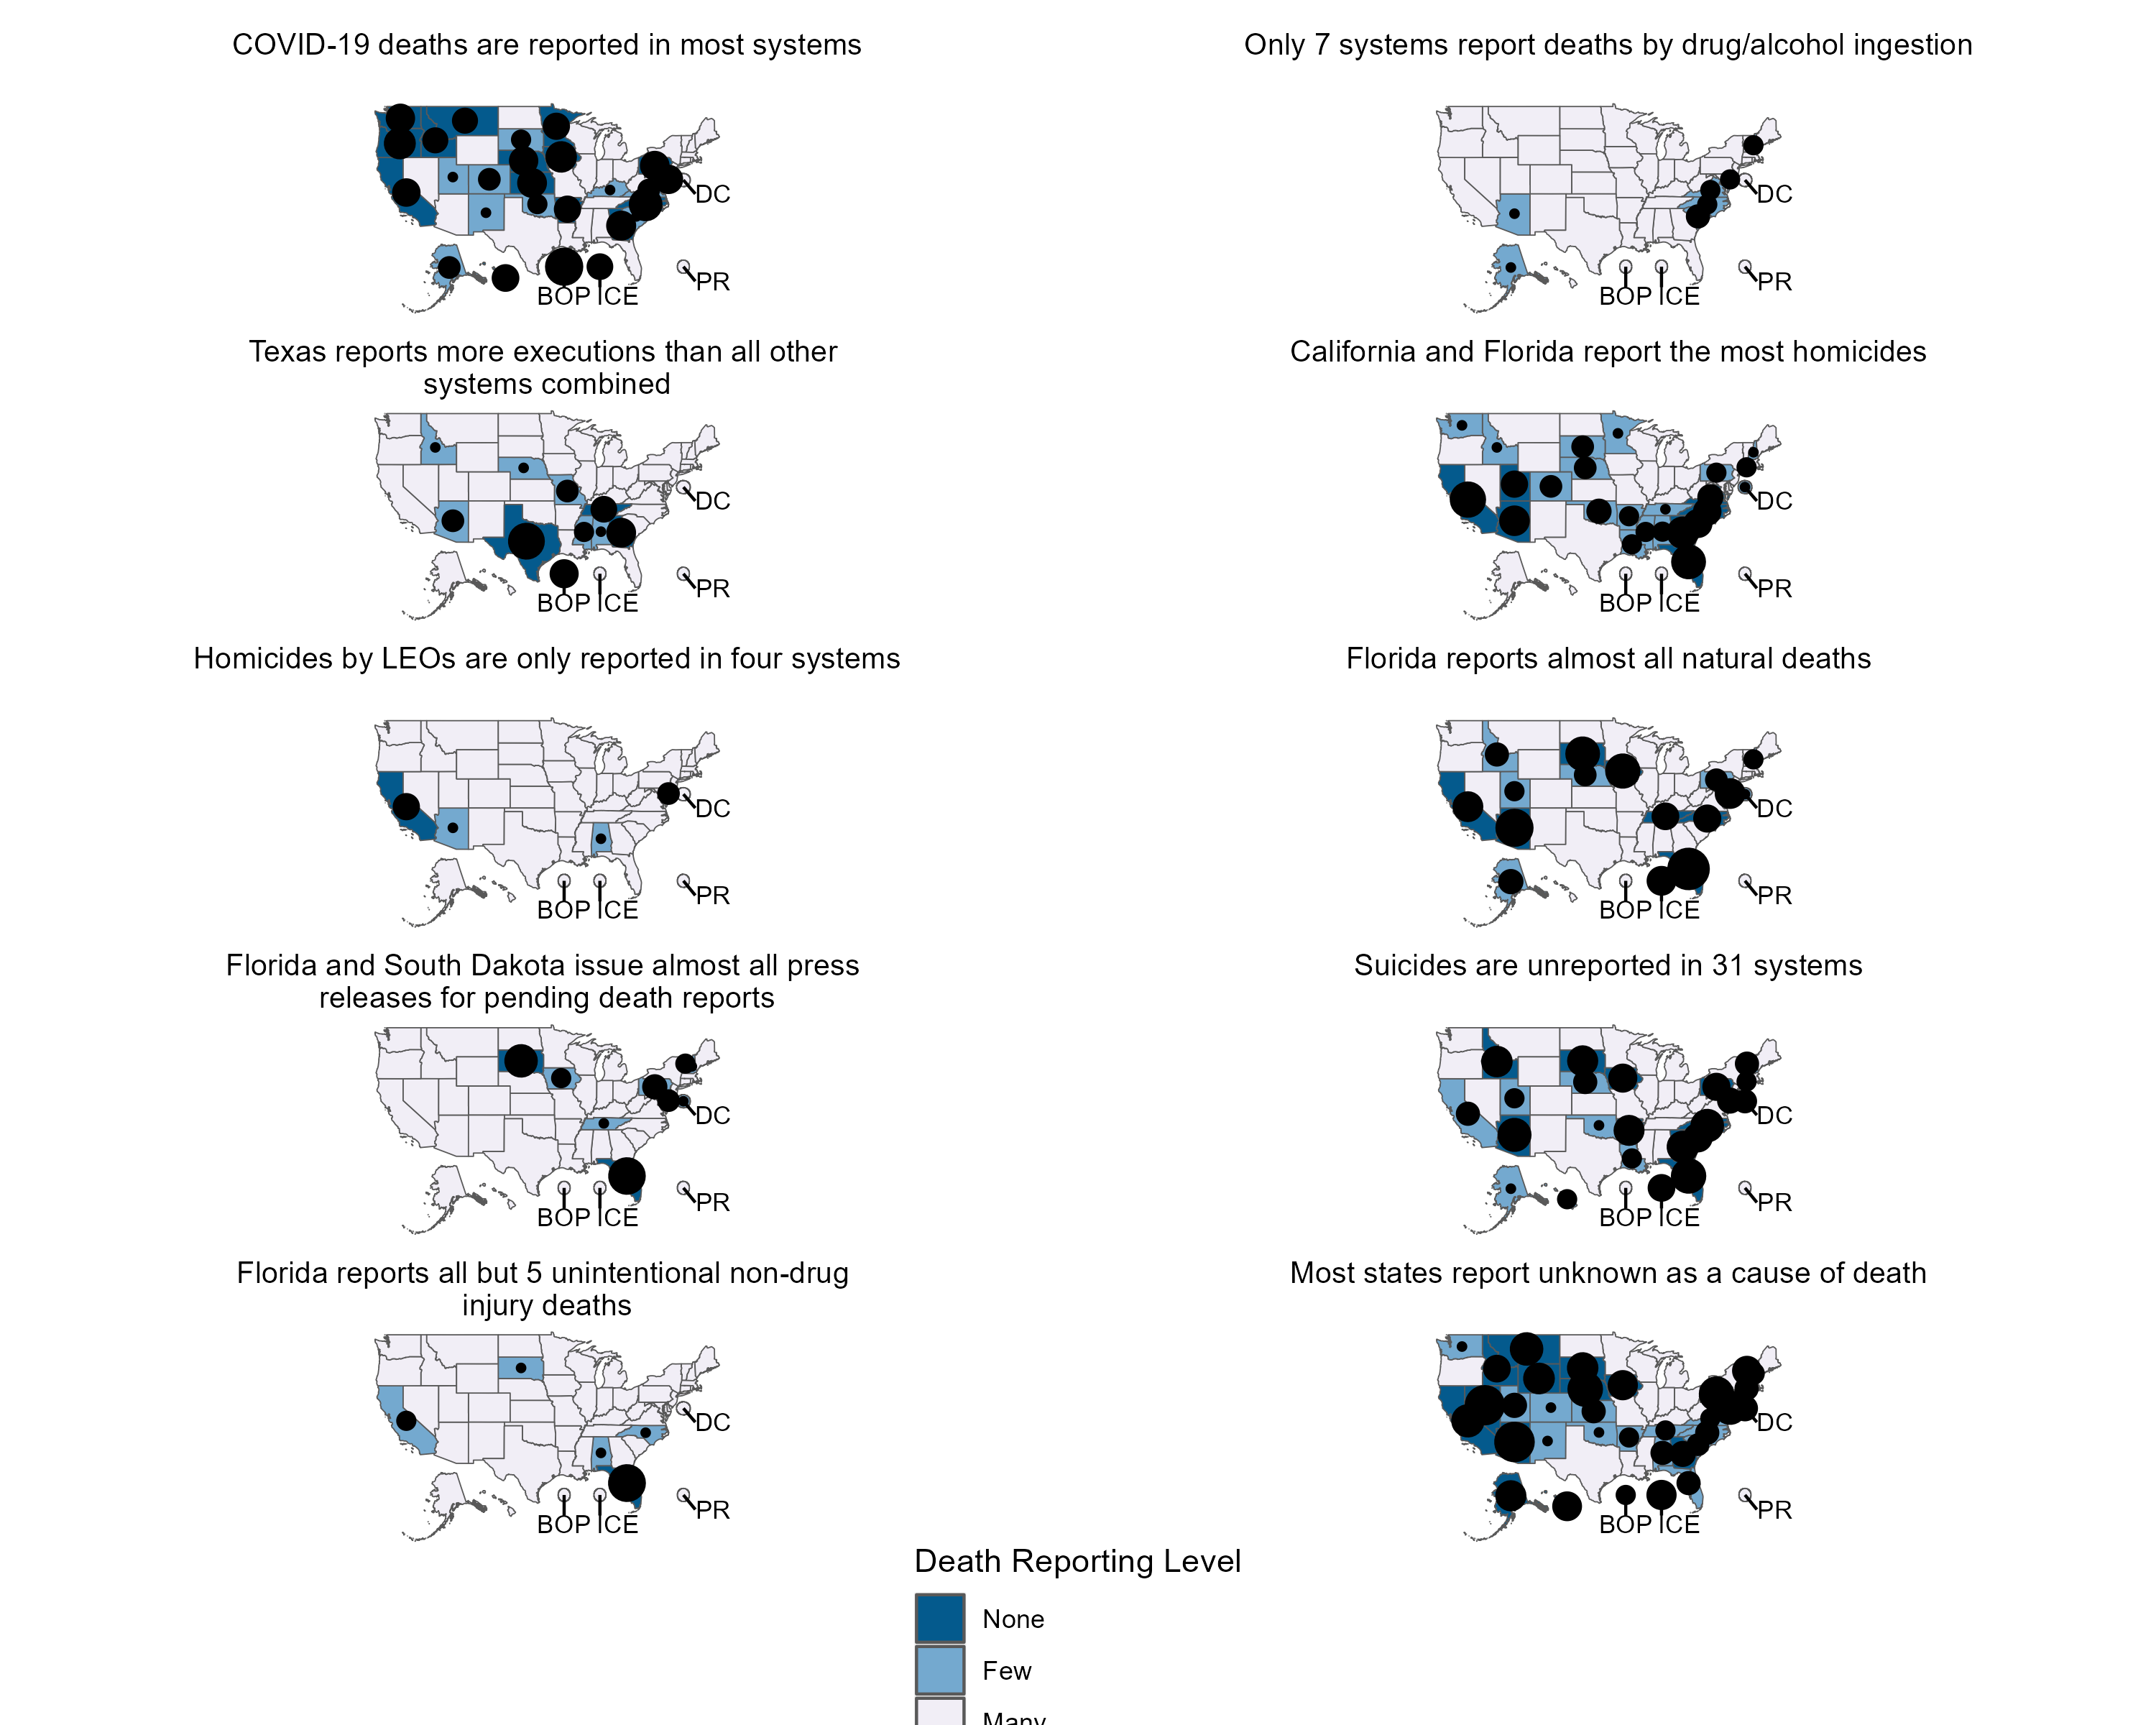 COVID-19 deaths are reported in most systems
Only 7 systems report deaths by drug/alcohol ingestion
DC
PR
BOP ICE
DC
PR
BOP ICE
Texas reports more executions than all other
systems combined
California and Florida report the most homicides
DC
PR
BOP ICE
DC
PR
BOP ICE
Homicides by LEOs are only reported in four systems
Florida reports almost all natural deaths
DC
PR
BOP ICE
DC
PR
BOP ICE
Florida and South Dakota issue almost all press
releases for pending death reports
Suicides are unreported in 31 systems
DC
PR
BOP ICE
DC
PR
BOP ICE
Florida reports all but 5 unintentional non-drug
injury deaths
Most states report unknown as a cause of death
DC
PR
BOP ICE
DC
PR
BOP ICE
Death Reporting Level
None
Few
Many